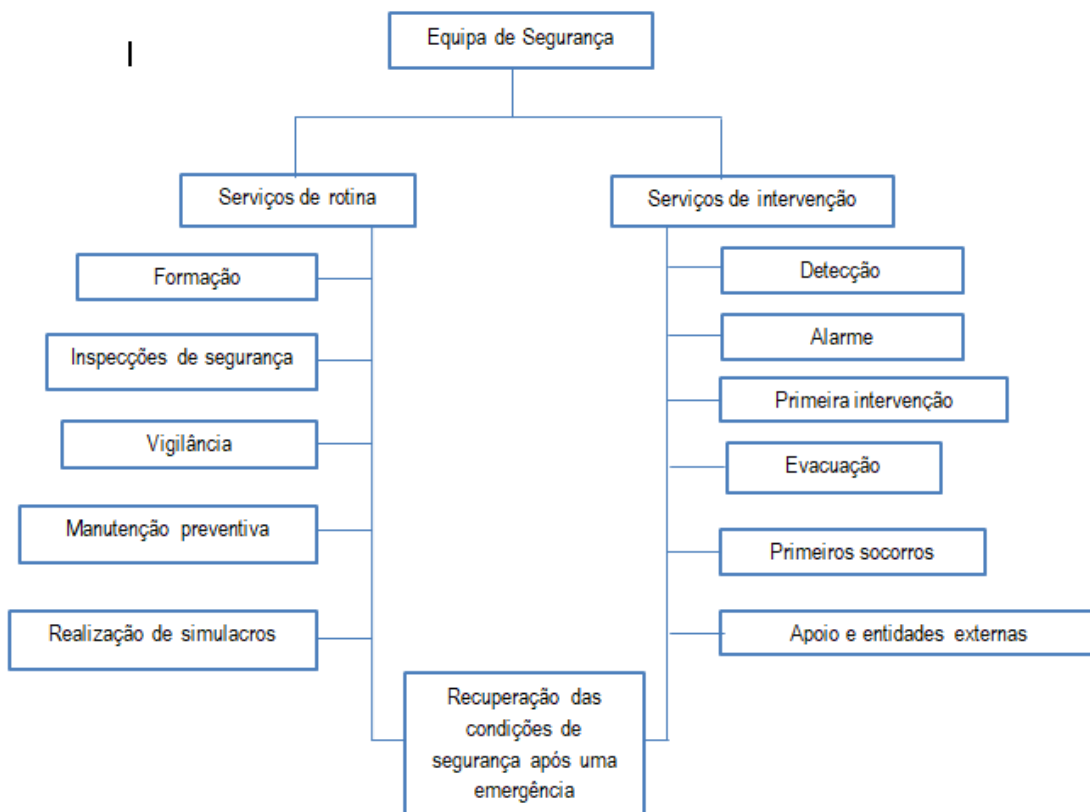 Equipa de Segurança
Serviços de rotina
Serviços de intervenção
Formação
Inspecções de segurança
Vigilância
Manutenção preventiva
Realização de simulacros
Detecção
Alarme
Primeira intervenção
Evacuação
Primeiros socorros
Apoio e entidades externas
Recuperação das
condições de
segurança após uma
emergência